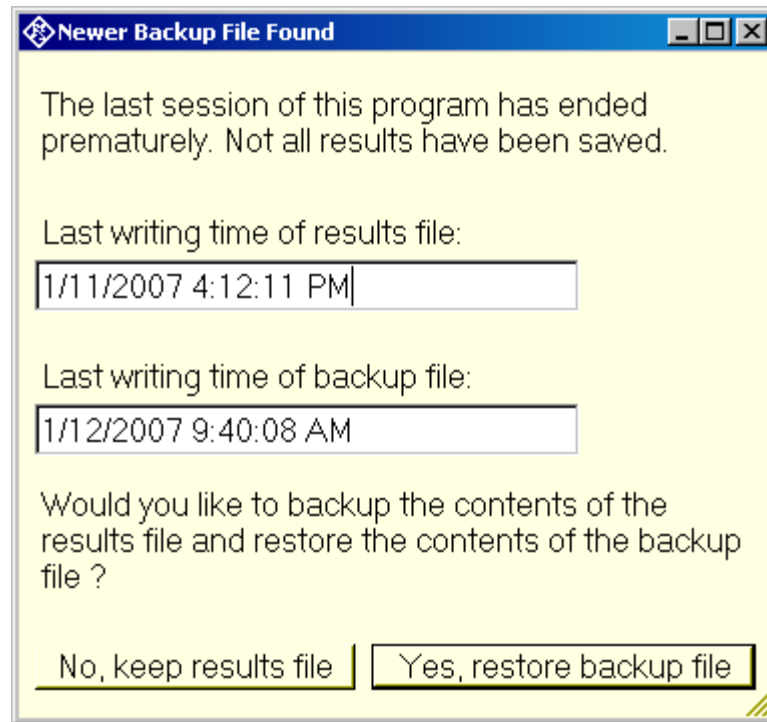 Newer Backup File Found
The last session of this program has ended
prematurely. Not all results have been saved.
Last writing time of results file:
1/11/2007 4:12:11 PM
Last writing time of backup file:
1/12/2007 9:40:08 AM
Would you like to backup the contents of the
results file and restore the contents of the backup
file ?
No, keep results file
Yes, restore backup file